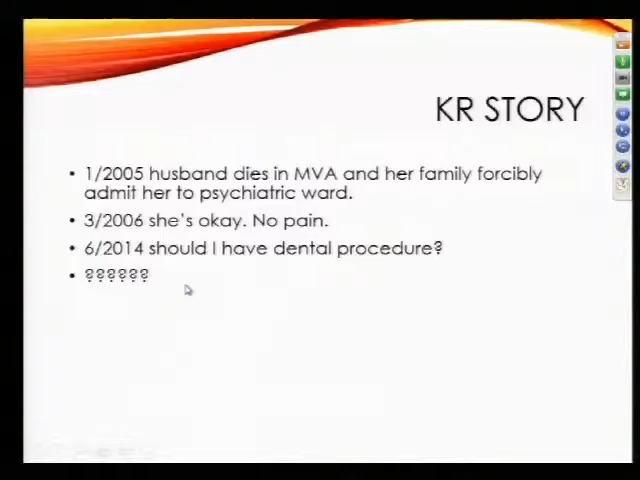 KR STORY
• 1/2005 husband dies in MVA and her family forcibly
admit her to psychiatric ward.
• 3/2006 she's okay. No pain.
• 6/2014 should I have dental procedure?
• ??????